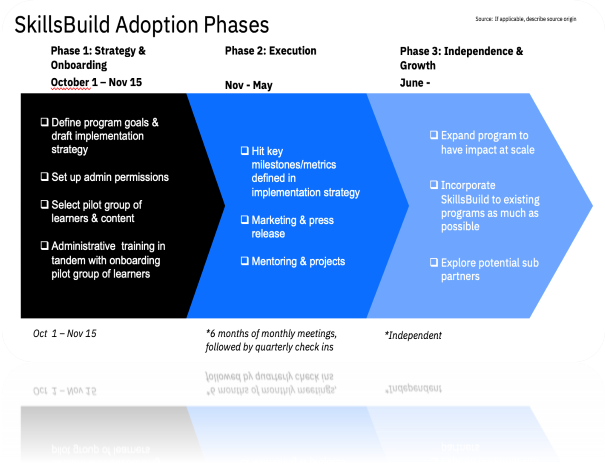 SkillsBuild Adoption Phases
Source: If applicable, describe source origin
Phase 1: Strategy &
Onboarding
October 1 – Nov 15
Phase 2: Execution
Nov - May
Phase 3: Independence &
Growth
June -
❑ Define program goals &
draft implementation
strategy
❑ Set up admin permissions
❑ Select pilot group of
learners & content
❑ Administrative training in
tandem with onboarding
pilot group of learners
❑ Hit key
milestones/metrics
defined in
implementation strategy
❑ Marketing & press
release
❑ Mentoring & projects
❑ Expand program to
have impact at scale
❑ Incorporate
SkillsBuild to existing
programs as much as
possible
❑ Explore potential sub
partners
Oct 1 – Nov 15
*6 months of monthly meetings,
followed by quarterly check ins
*Independent